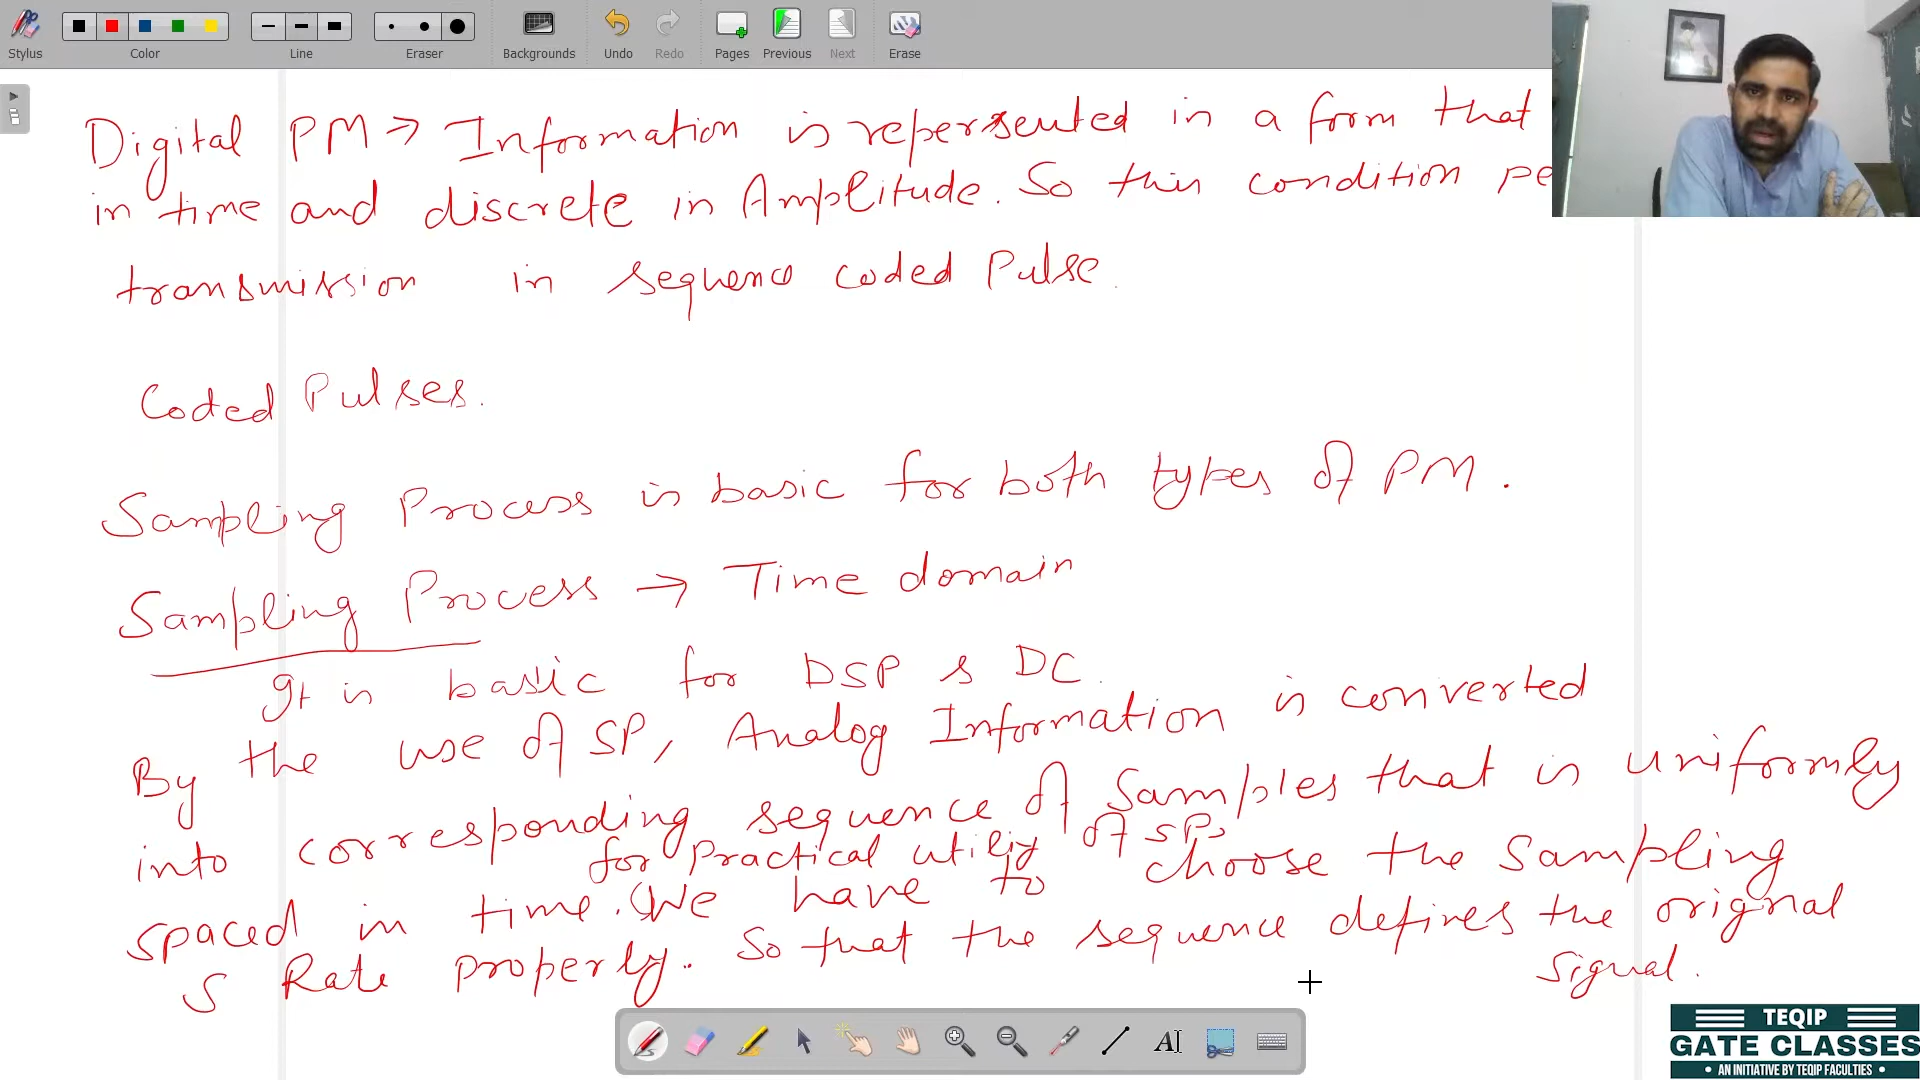 Stylus
Color
Line
Eraser
Backgrounds
Undo
Redo
Pages
Previous
Next
Erase
Digital PM → Information is repersented in a form that
in time and discrete in Amplitude. So this condition pe
transmission in sequence coded Pulse.
Coded Pulses.
Sampling Process is basic for both types of PM.
Sampling Process → Time domain
It is basic for DSP & DC.
By the use of SP, Analog Information is converted
into corresponding sequence of Samples that is uniformly
for practical utiliy of SP,
spaced in time. We have to choose the Sampling
S Rate properly. So that the sequence defines the original
signal.
AI
TEQIP
GATE CLASSES
• AN INITIATIVE BY TEQIP FACULTIES •